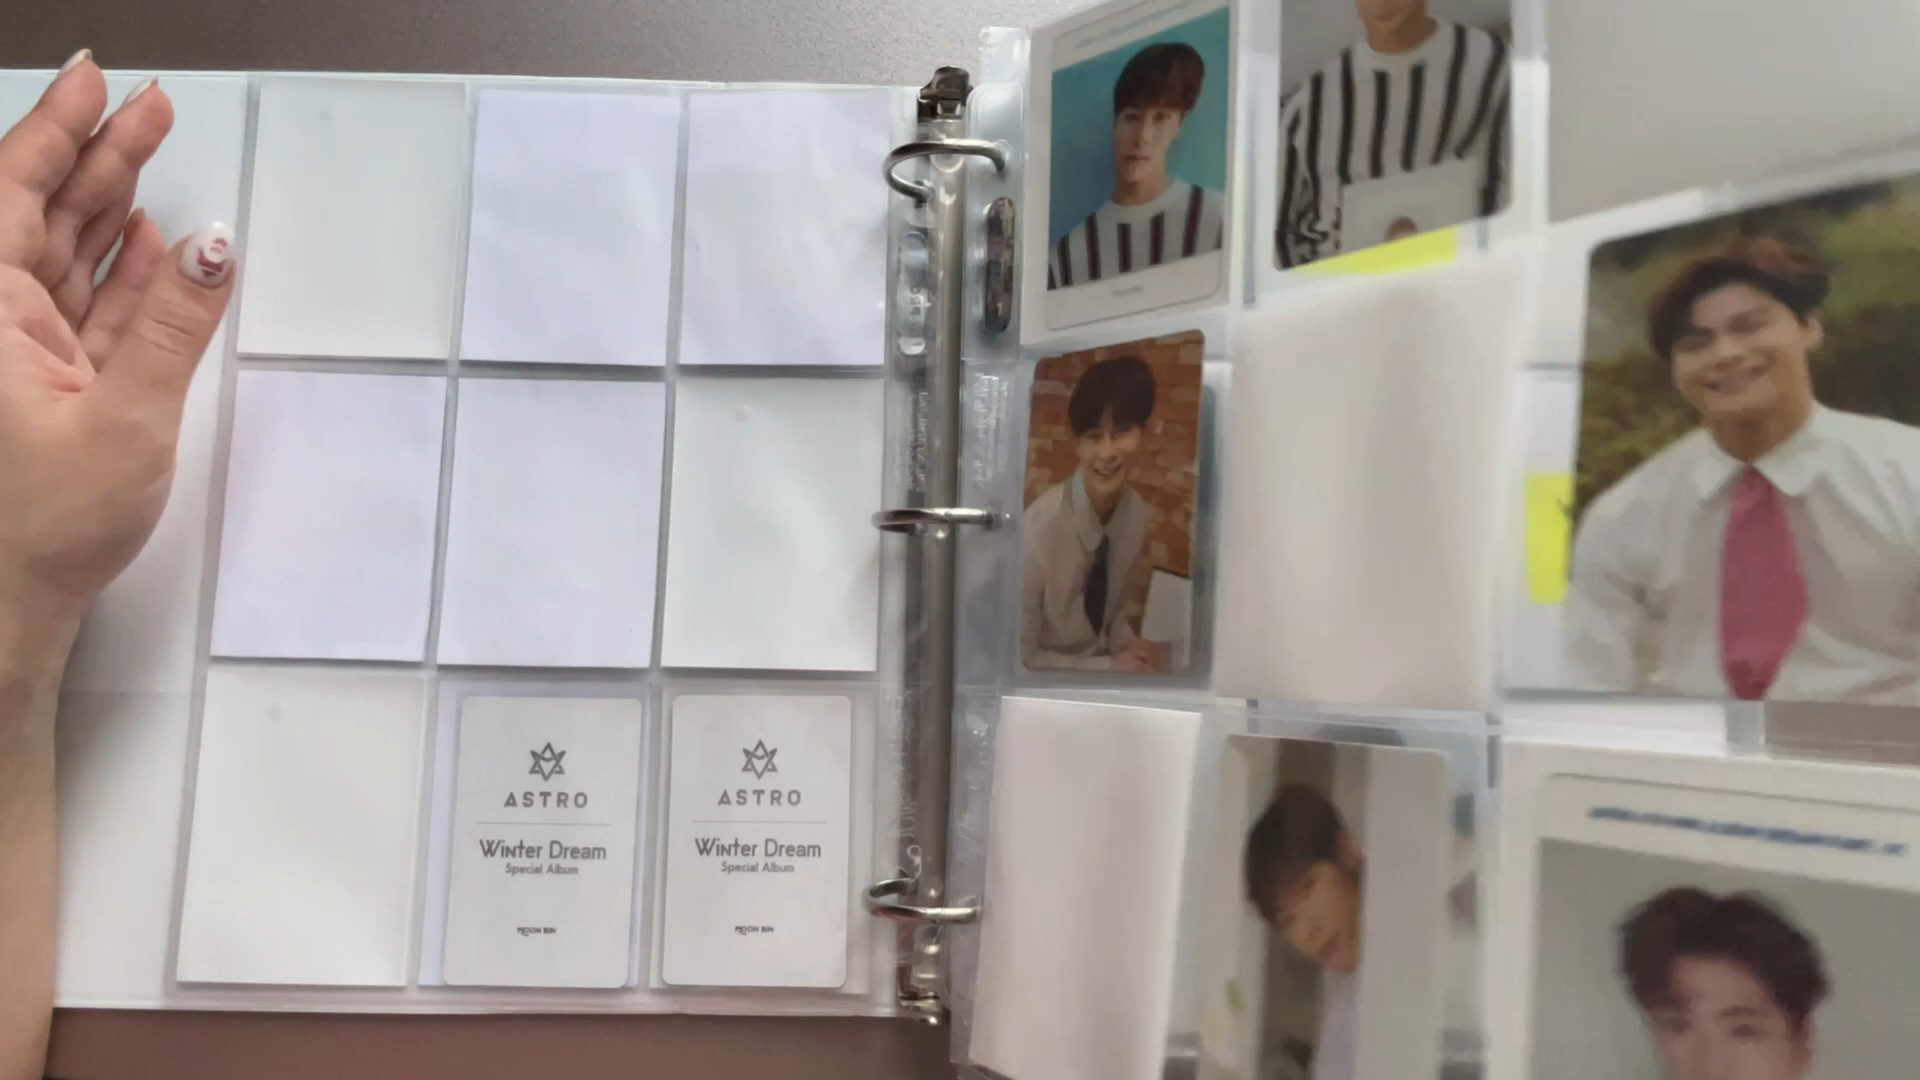 ASTRO
Winter Dream
Special Album
MOON BIN
ASTRO
Winter Dream
Special Album
MOON BIN